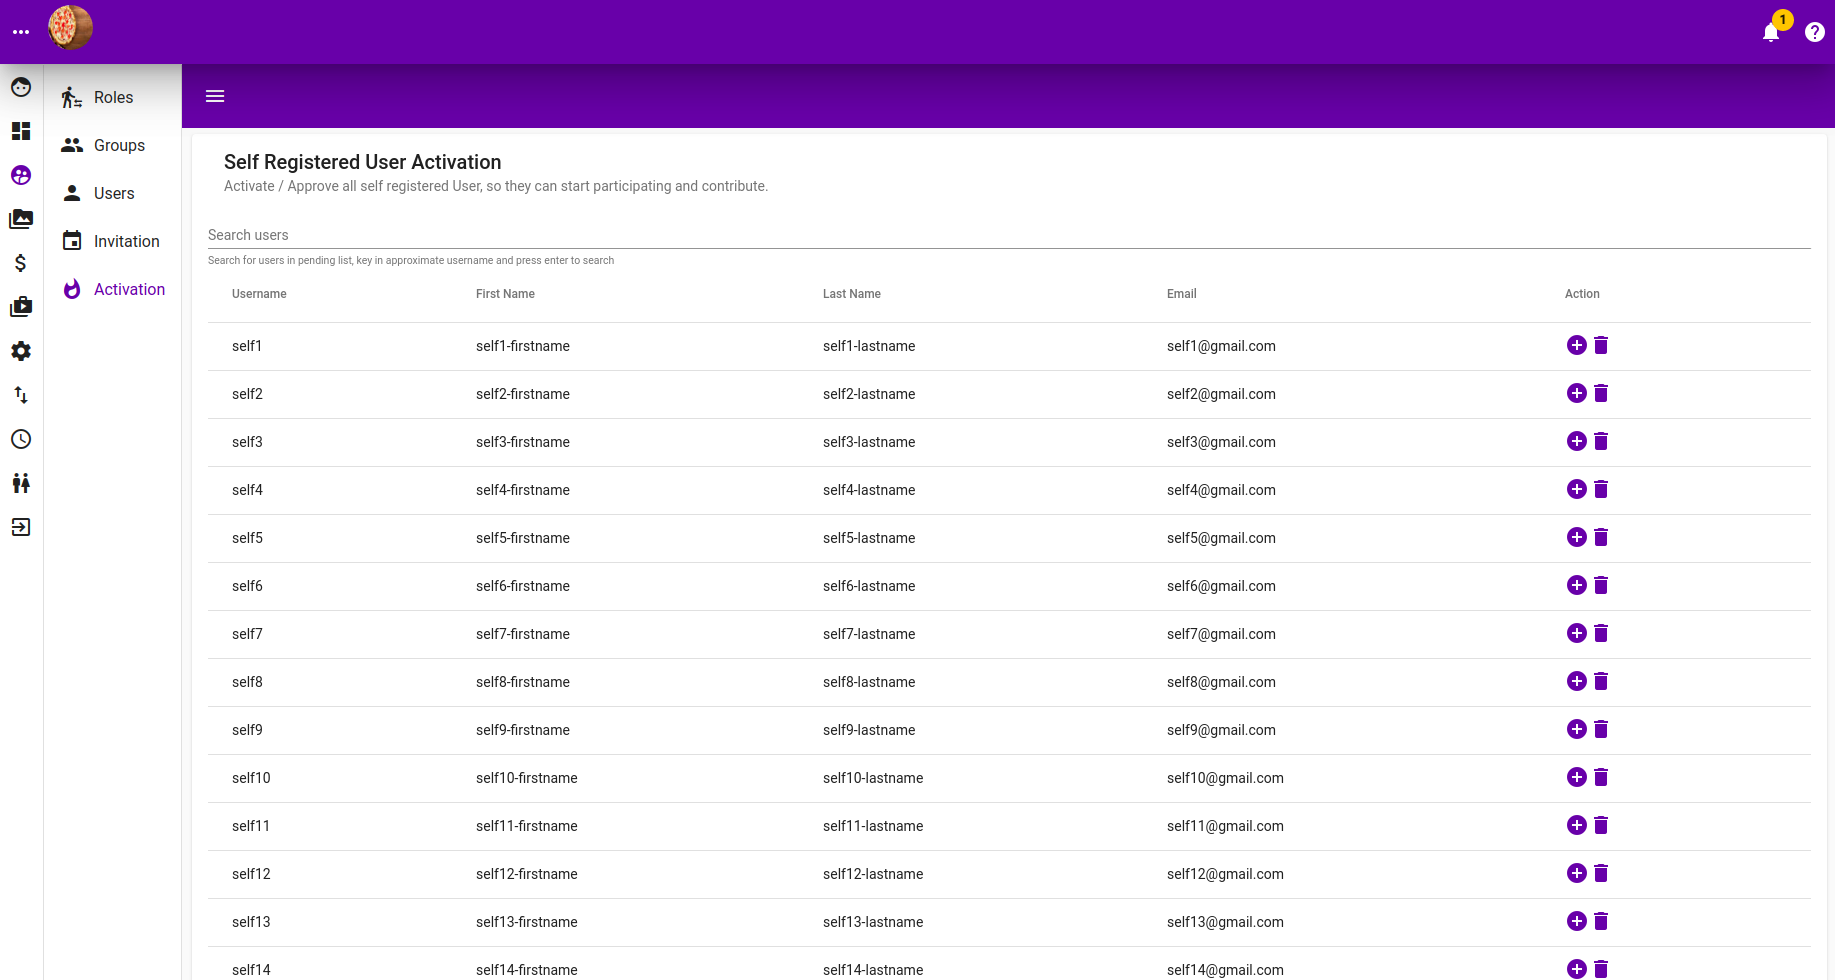 1
Roles
Groups
Users
Invitation
Activation
Self Registered User Activation
Activate / Approve all self registered User, so they can start participating and contribute.
Search users
Search for users in pending list, key in approximate username and press enter to search
Username First Name Last Name Email Action
self1 self1-firstname self1-lastname self1@gmail.com
self2 self2-firstname self2-lastname self2@gmail.com
self3 self3-firstname self3-lastname self3@gmail.com
self4 self4-firstname self4-lastname self4@gmail.com
self5 self5-firstname self5-lastname self5@gmail.com
self6 self6-firstname self6-lastname self6@gmail.com
self7 self7-firstname self7-lastname self7@gmail.com
self8 self8-firstname self8-lastname self8@gmail.com
self9 self9-firstname self9-lastname self9@gmail.com
self10 self10-firstname self10-lastname self10@gmail.com
self11 self11-firstname self11-lastname self11@gmail.com
self12 self12-firstname self12-lastname self12@gmail.com
self13 self13-firstname self13-lastname self13@gmail.com
self14 self14-firstname self14-lastname self14@gmail.com